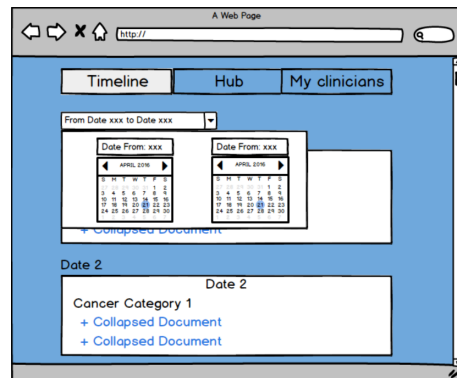 A Web Page
http://
Timeline Hub My clinicians
From Date xxx to Date xxx
Date From: xxx Date From: xxx
APRIL 2016 APRIL 2016
S M T W T F S S M T W T F S
1 2 1 2
3 4 5 6 7 8 9 3 4 5 6 7 8 9
10 11 12 13 14 15 16 10 11 12 13 14 15 16
17 18 19 20 21 22 23 17 18 19 20 21 22 23
24 25 26 27 28 29 30 24 25 26 27 28 29 30
+ Collapsed Document
Date 2
Date 2
Cancer Category 1
+ Collapsed Document
+ Collapsed Document